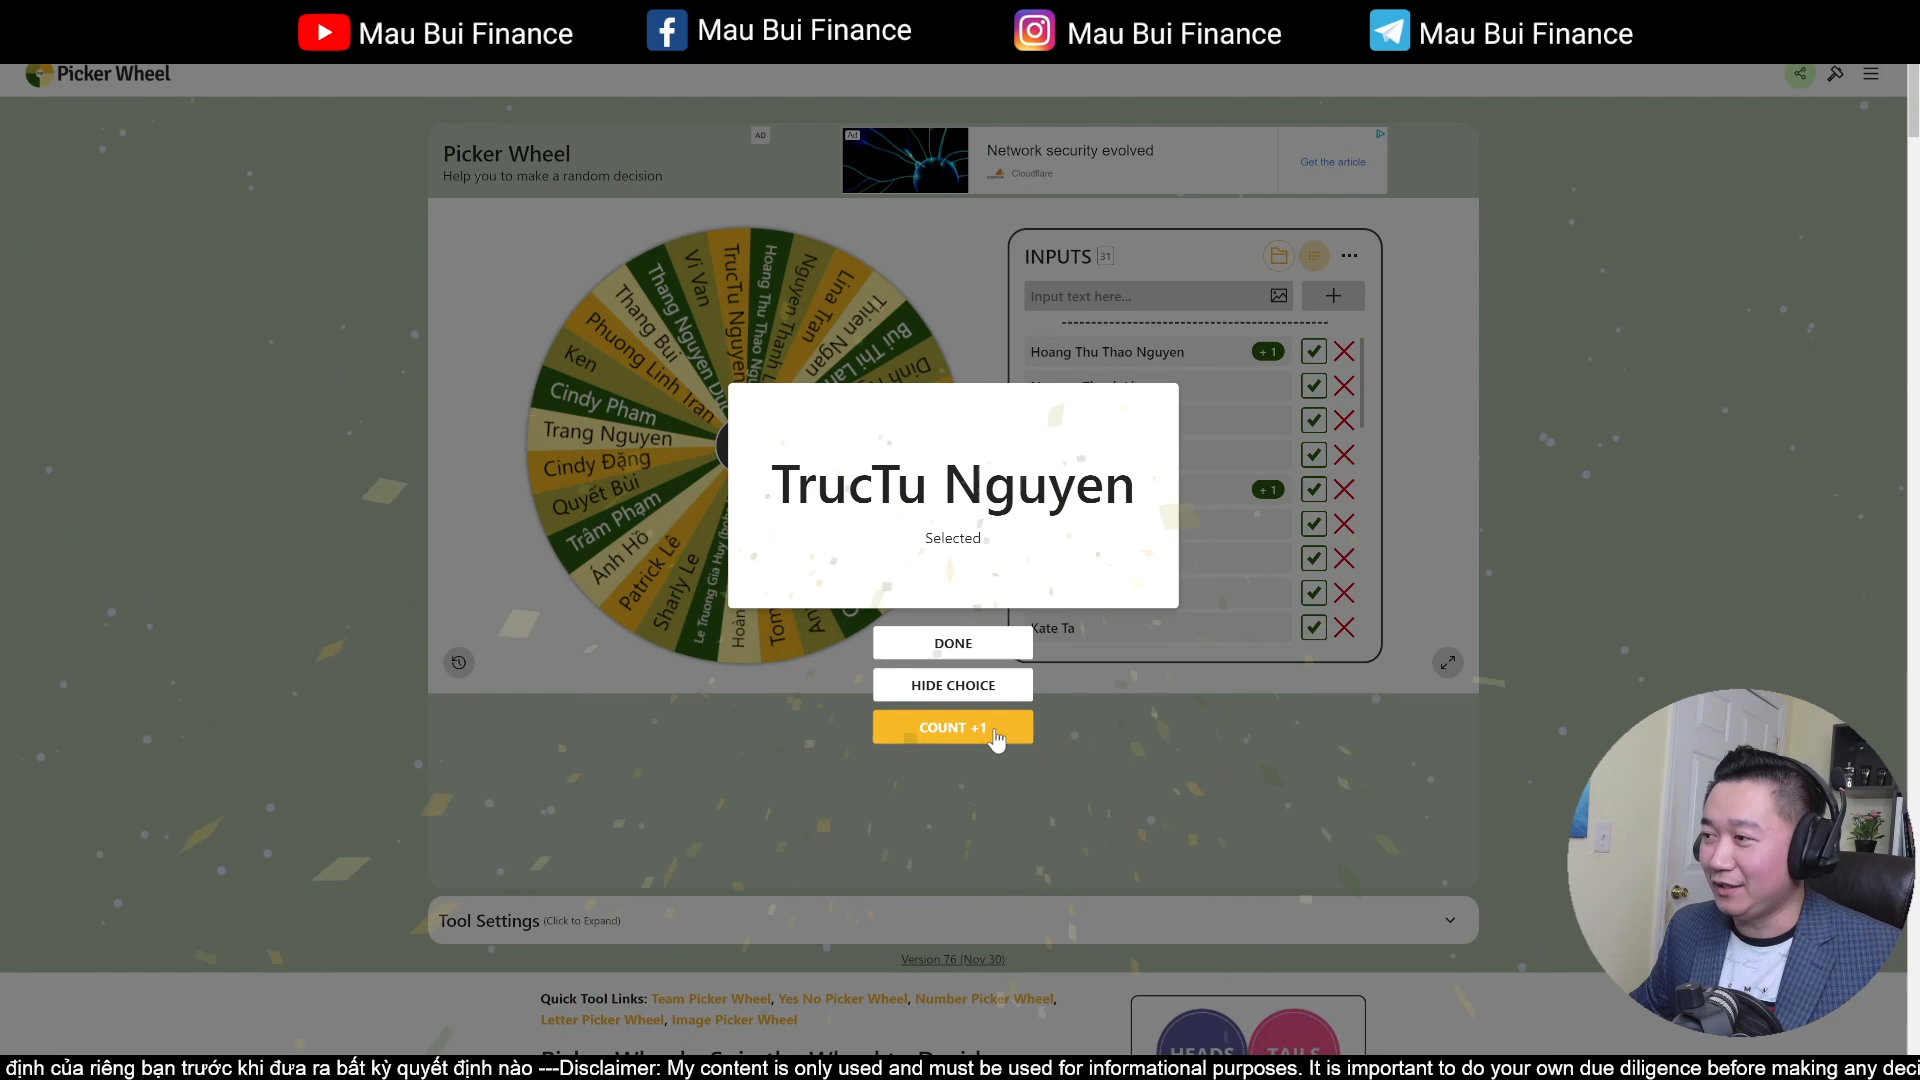 Mau Bui Finance
Mau Bui Finance
Mau Bui Finance
Mau Bui Finance
Picker Wheel
Picker Wheel
Help you to make a random decision
AD
Ad
Network security evolved
Cloudflare
Get the article
Hoang Thu Thao
Nguyen Thanh
Lina Tran
Thien Ngan
Bui Thi Lan
Dinh
TrucTu Nguyen
Vi Van
Thang Nguyen
Thang Bui
Phuong Linh Tran
Ken
Cindy Pham
Trang Nguyen
Cindy Đặng
Quyết Bùi
Trâm Phạm
Ánh Hồ
Patrick Lê
Sharly Le
Le Truong Gia Huy
INPUTS 31
Input text here...
Hoang Thu Thao Nguyen
+ 1
+ 1
Kate Ta
TrucTu Nguyen
Selected
DONE
HIDE CHOICE
COUNT +1
Tool Settings (Click to Expand)
Version 76 (Nov 30)
Quick Tool Links: Team Picker Wheel, Yes No Picker Wheel, Number Picker Wheel,
Letter Picker Wheel, Image Picker Wheel
HEADS
TAILS
định của riêng bạn trước khi đưa ra bất kỳ quyết định nào ---Disclaimer: My content is only used and must be used for informational purposes. It is important to do your own due diligence before making any deci